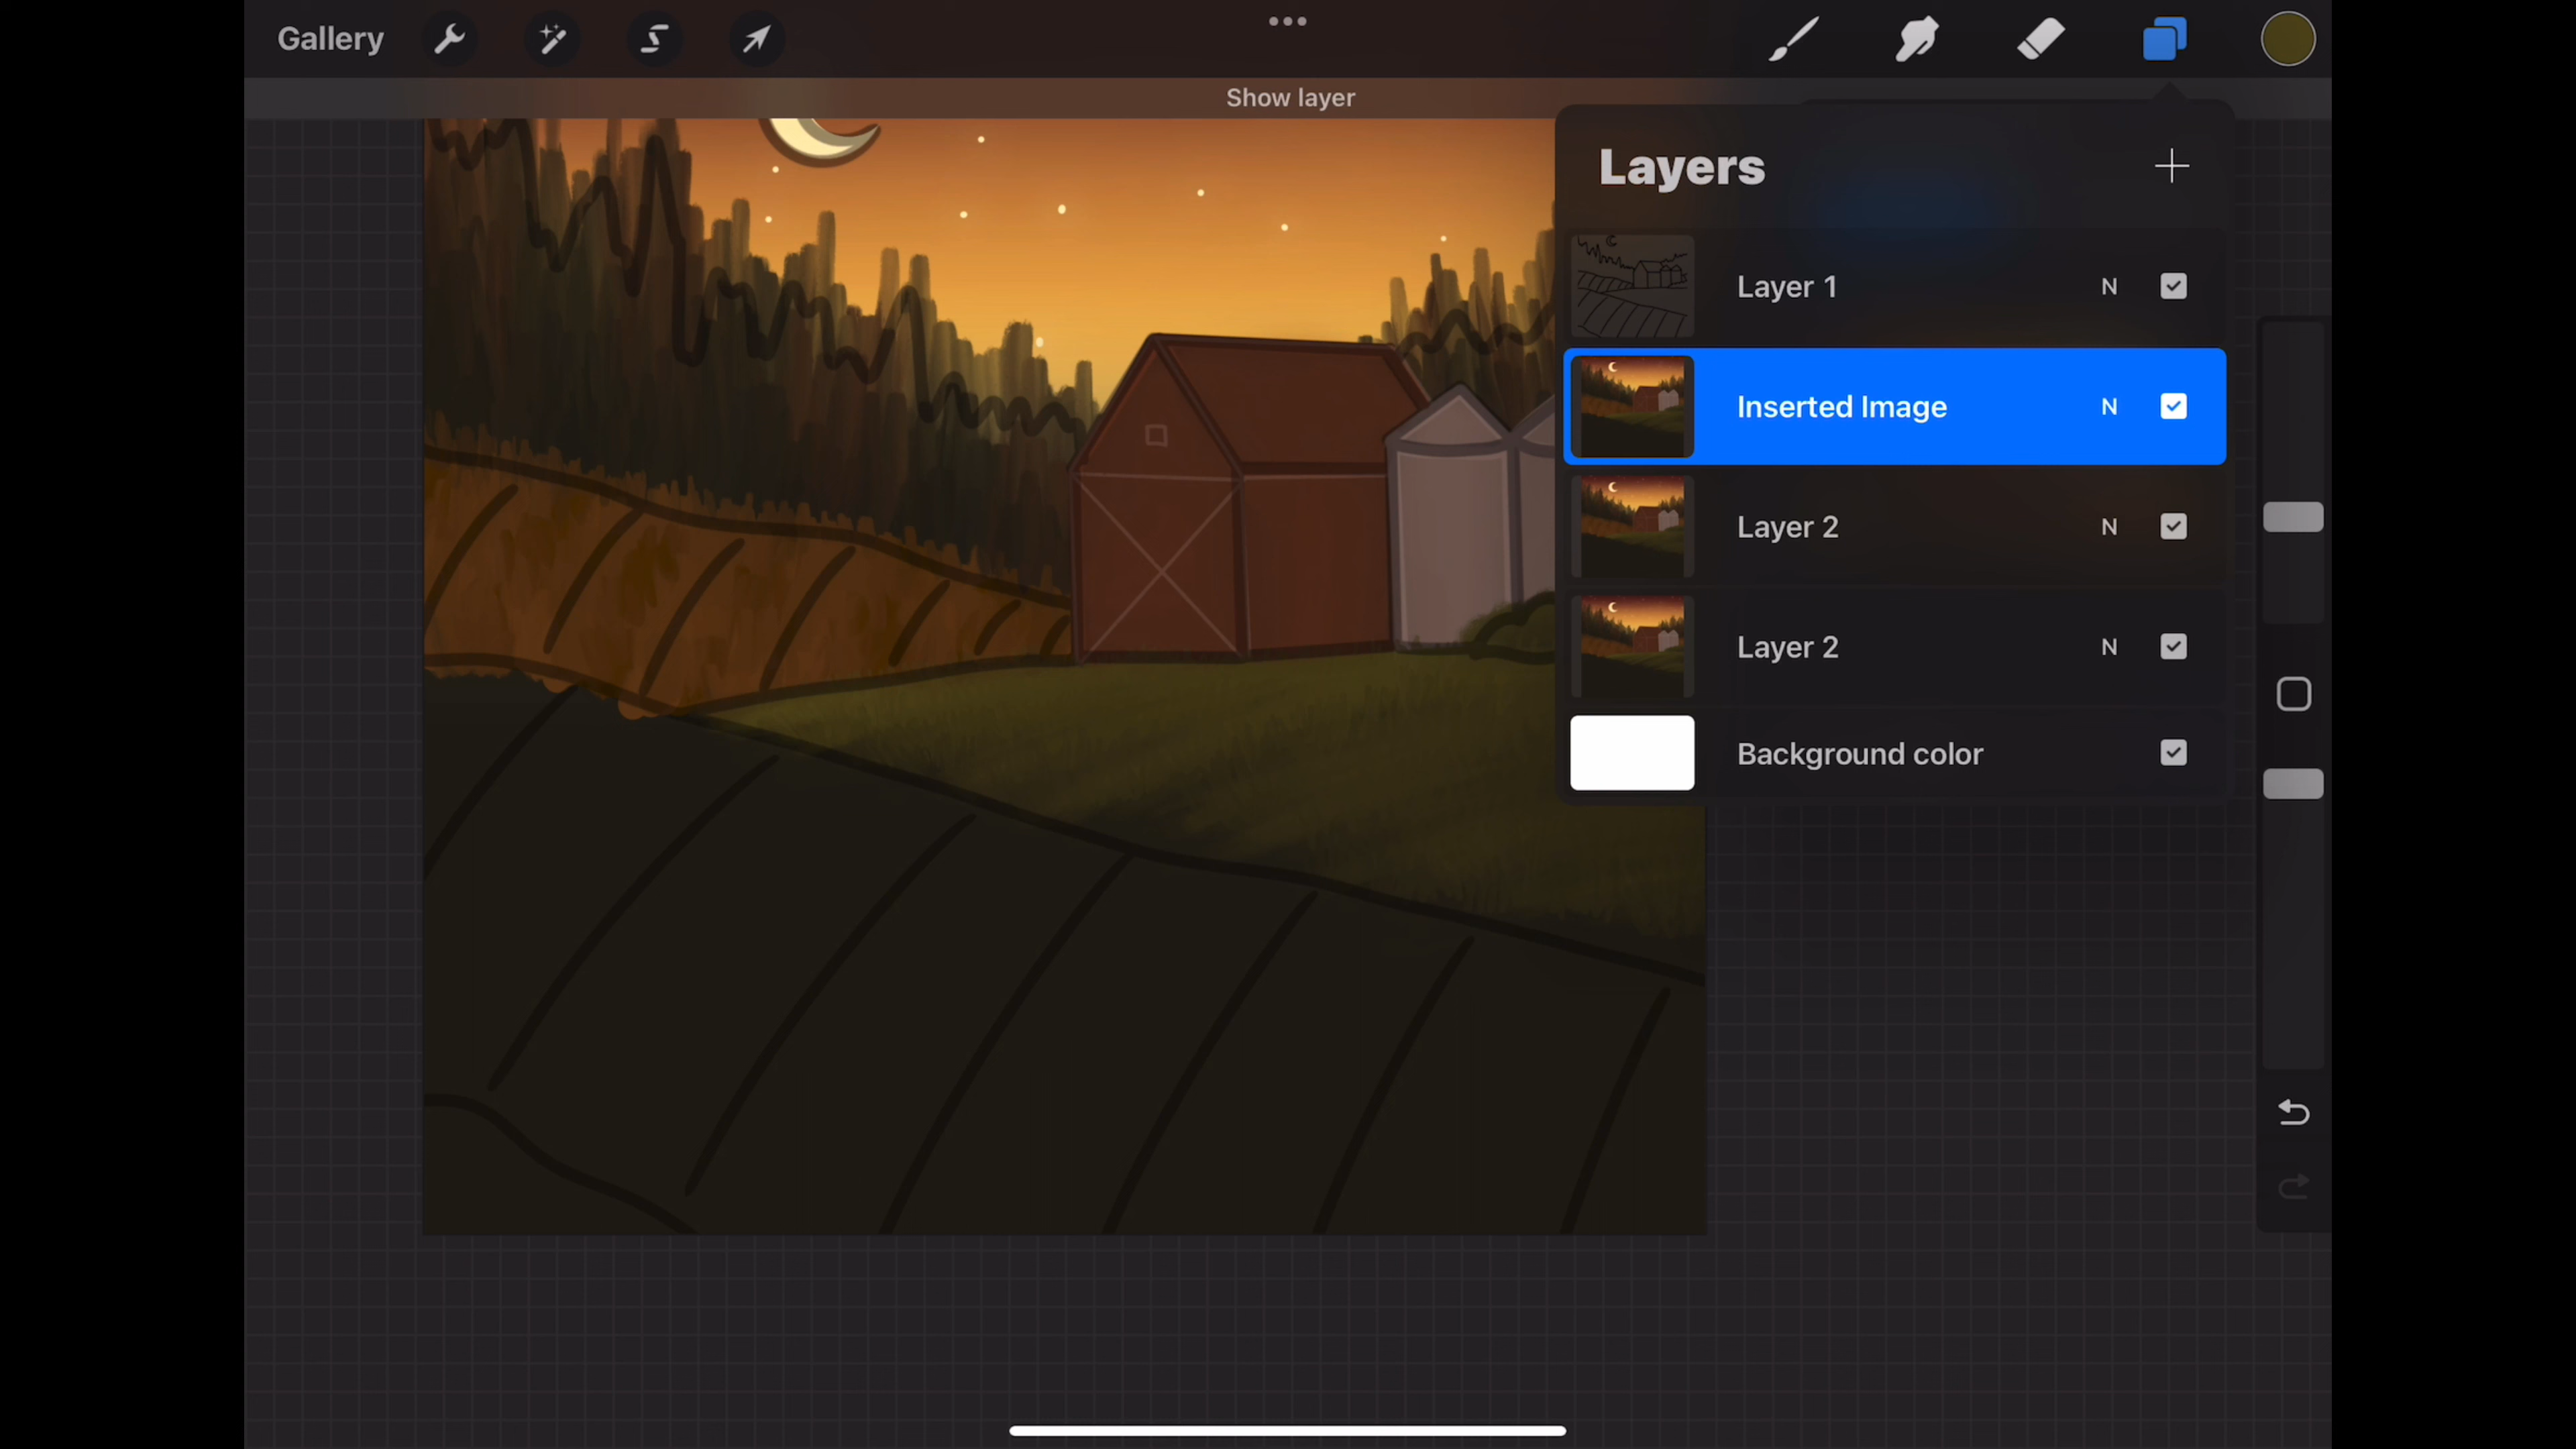 Gallery
Show layer
Layers
Layer 1 N
Inserted Image N
Layer 2 N
Layer 2 N
Background color